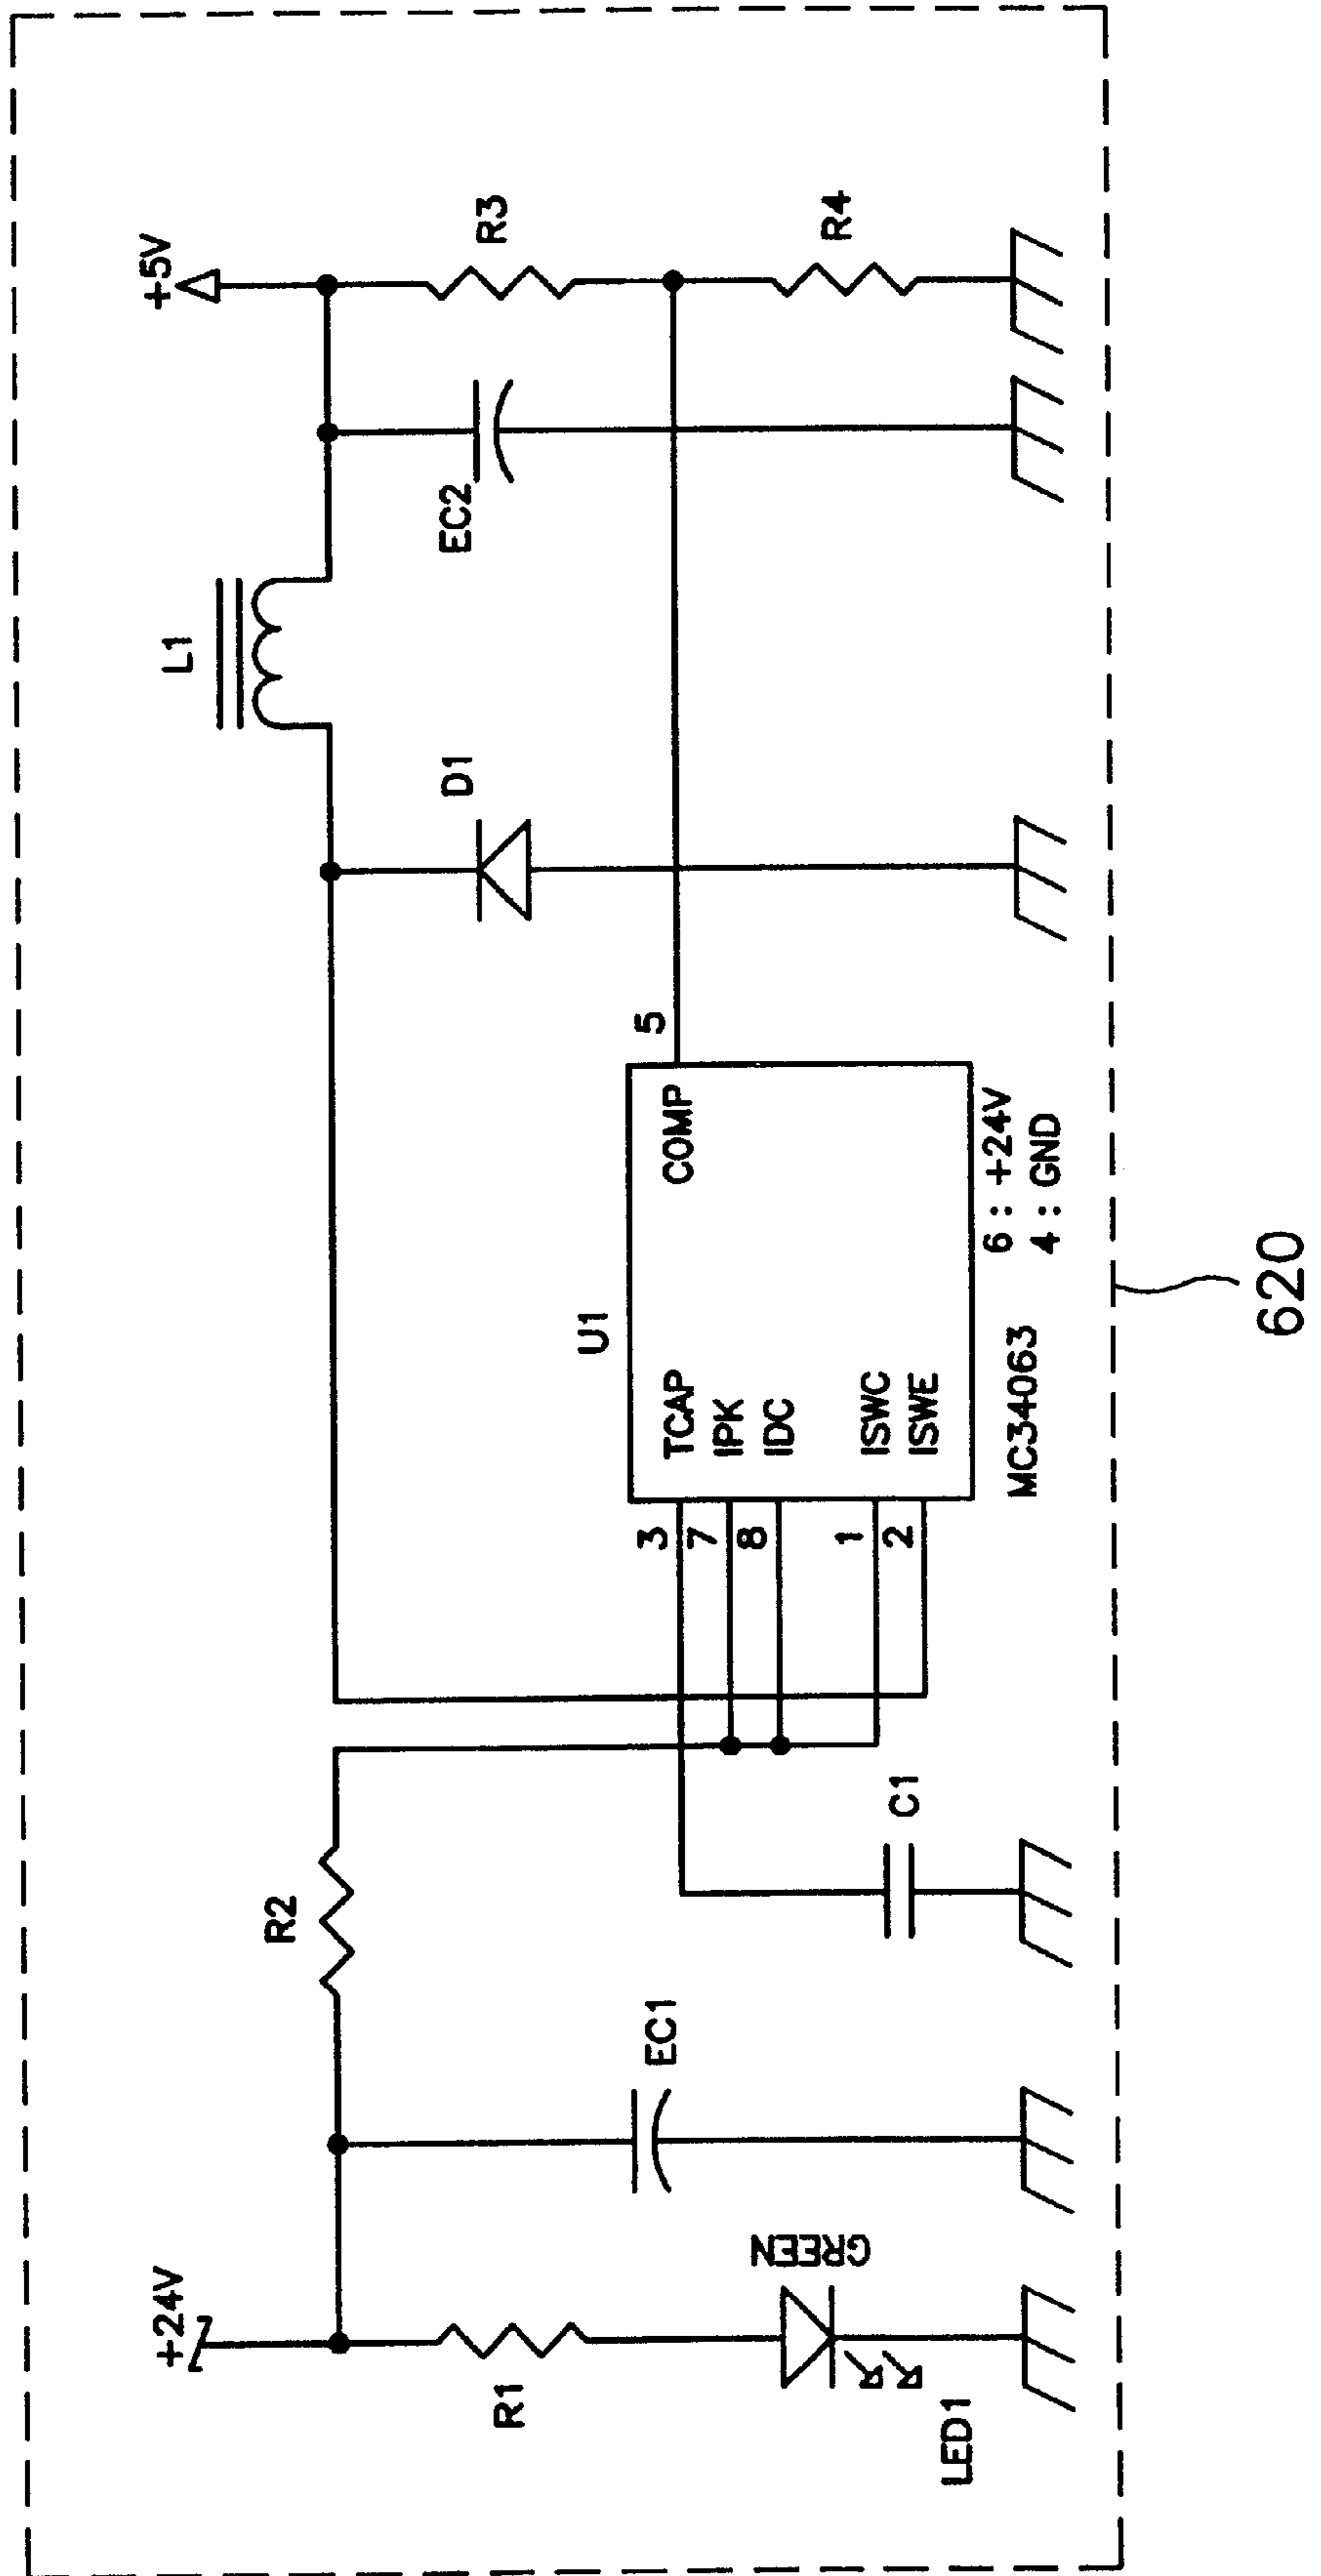 +24V
+5V
L1
R2
R1
GREEN
LED1
EC1
C1
U1
3
TCAP
7
IPK
8
IDC
1
ISWC
2
ISWE
COMP
5
MC34063
6 : +24V
4 : GND
D1
EC2
R3
R4
620